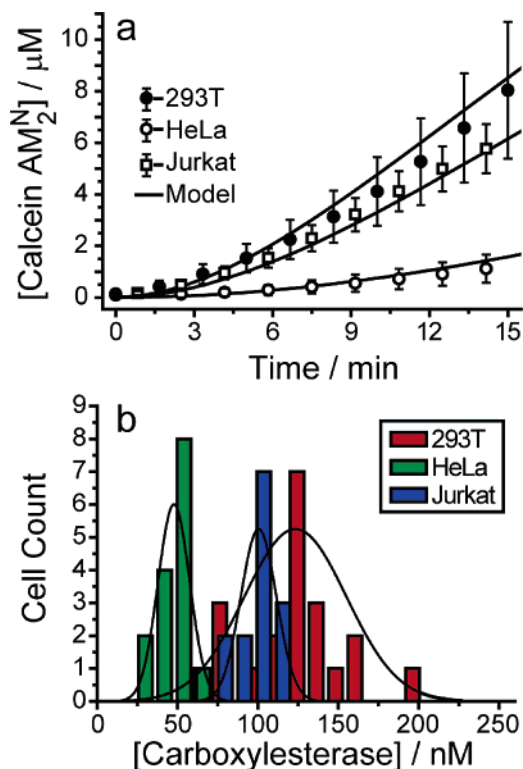 a
[Calcein AM₂ᴺ] / μM
10
8
6
4
2
0
293T
HeLa
Jurkat
Model
0 3 6 9 12 15
Time / min
b
Cell Count
9
8
7
6
5
4
3
2
1
0
293T
HeLa
Jurkat
0 50 100 150 200 250
[Carboxylesterase] / nM